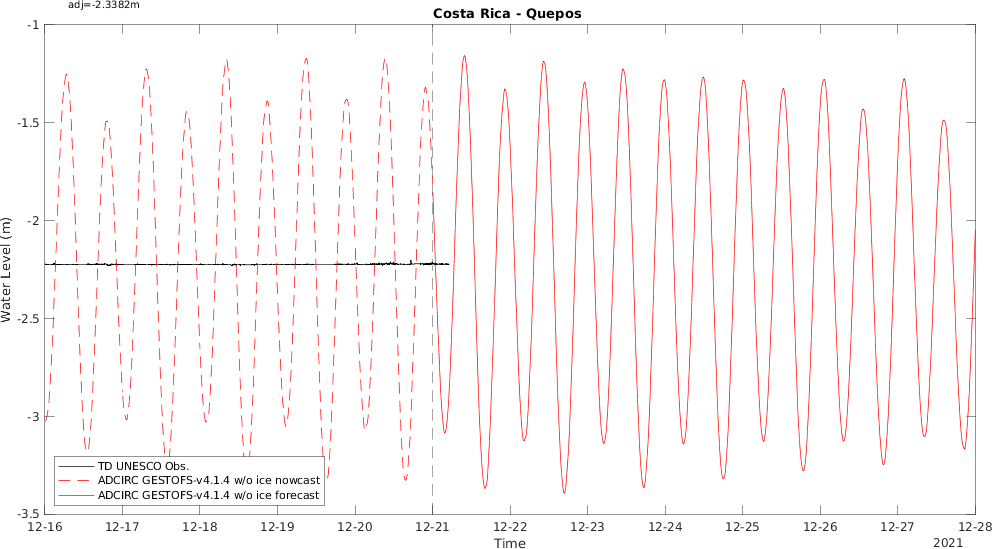 adj=-2.3382m
Costa Rica - Quepos
-1
-1.5
-2
-2.5
-3
-3.5
Water Level (m)
TD UNESCO Obs.
ADCIRC GESTOFS-v4.1.4 w/o ice nowcast
ADCIRC GESTOFS-v4.1.4 w/o ice forecast
12-16 12-17 12-18 12-19 12-20 12-21 12-22 12-23 12-24 12-25 12-26 12-27 12-28
Time
2021